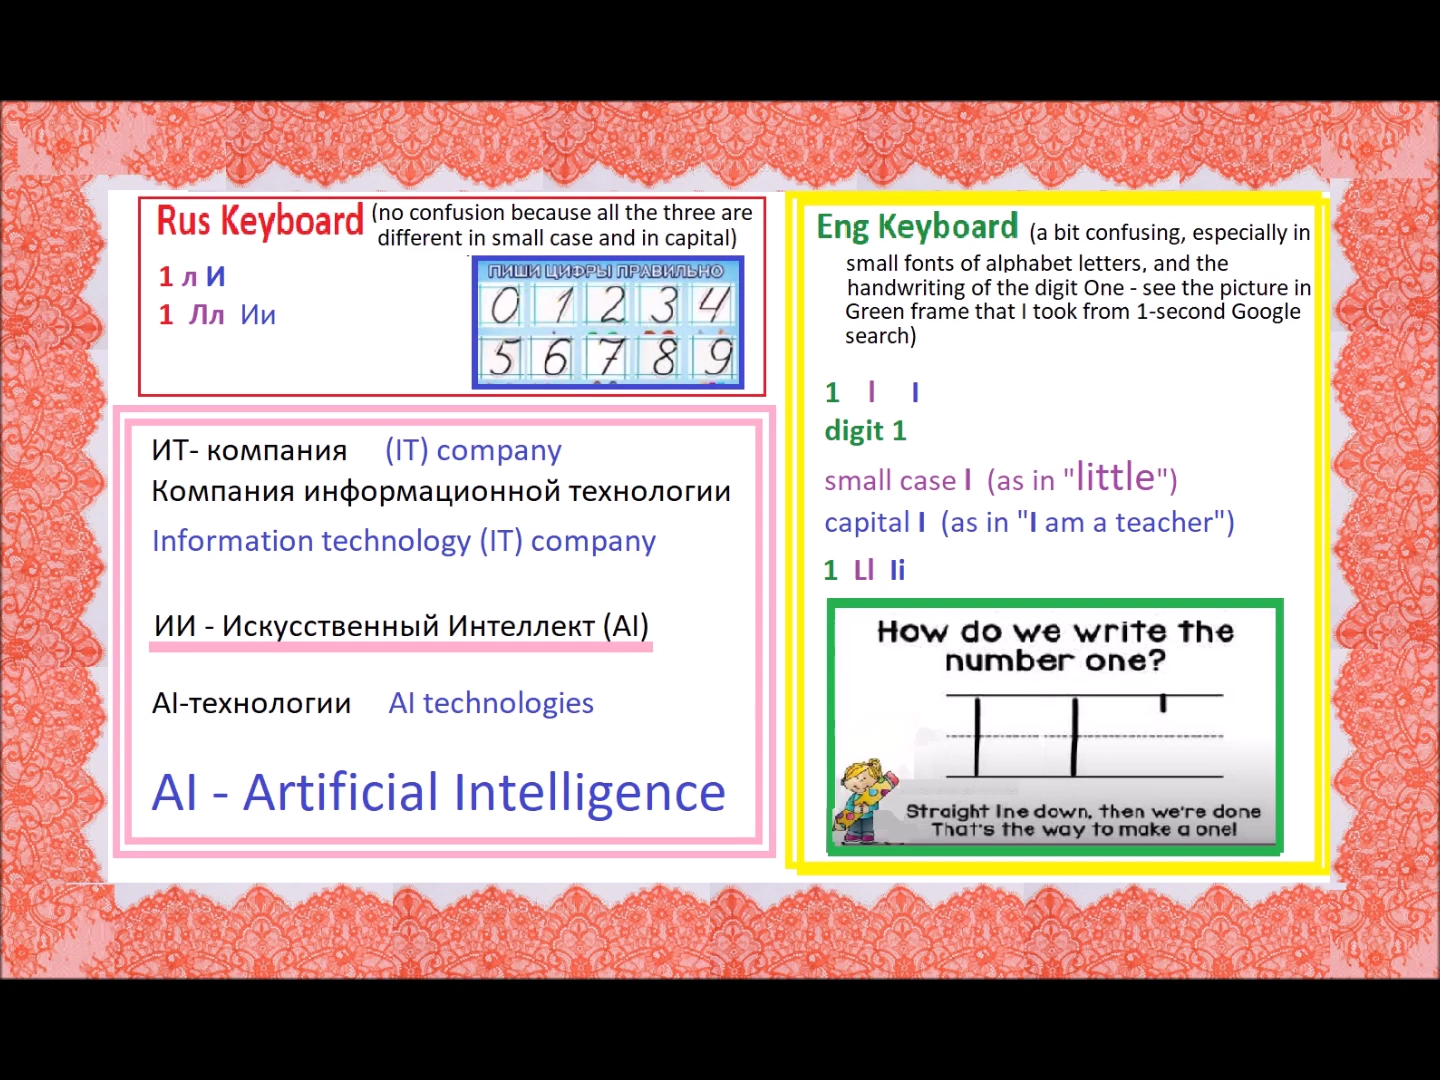 Rus Keyboard (no confusion because all the three are
different in small case and in capital)
1 л И
1 Лл Ии
ПИШИ ЦИФРЫ ПРАВИЛЬНО
0 1 2 3 4
5 6 7 8 9
ИТ- компания (IT) company
Компания информационной технологии
Information technology (IT) company
ИИ - Искусственный Интеллект (AI)
AI-технологии AI technologies
AI - Artificial Intelligence
Eng Keyboard (a bit confusing, especially in
small fonts of alphabet letters, and the
handwriting of the digit One - see the picture in
Green frame that I took from 1-second Google
search)
1 l I
digit 1
small case l (as in "little")
capital I (as in "I am a teacher")
1 Ll Ii
How do we write the
number one?
Straight line down, then we're done
That's the way to make a one!